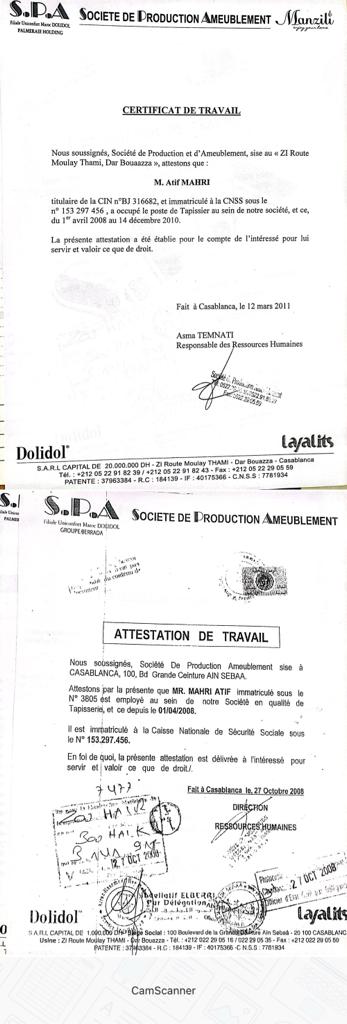 S.P.A SOCIETE DE PRODUCTION AMEUBLEMENT Manzili
Filiale Uniconfort Maroc DOLIDOL
PALMERAIE HOLDING
CERTIFICAT DE TRAVAIL
Nous soussignés, Société de Production et d'Ameublement, sise au « ZI Route
Moulay Thami, Dar Bouaazza », attestons que :
M. Atif MAHRI
titulaire de la CIN n°BJ 316682, et immatriculé à la CNSS sous le
n° 153 297 456 , a occupé le poste de Tapissier au sein de notre société, et ce,
du 1er avril 2008 au 14 décembre 2010.
La présente attestation a été établie pour le compte de l'intéressé pour lui
servir et valoir ce que de droit.
Fait à Casablanca, le 12 mars 2011
Asma TEMNATI
Responsable des Ressources Humaines
Dolidol Layalits
S.A.R.L CAPITAL DE 20.000.000 DH - ZI Route Moulay THAMI - Dar Bouazza - Casablanca
Tél. : +212 05 22 91 82 39 / +212 05 22 91 82 43 - Fax : +212 05 22 29 05 59
PATENTE : 37963384 - R.C : 184139 - IF : 40175366 - C.N.S.S : 7781934
S.P.A SOCIETE DE PRODUCTION AMEUBLEMENT
Filiale Uniconfort Maroc DOLIDOL
GROUPE BERRADA
ATTESTATION DE TRAVAIL
Nous soussignés, Société De Production Ameublement sise à
CASABLANCA, 100, Bd Grande Ceinture AIN SEBAA.
Attestons par la présente que MR. MAHRI ATIF immatriculé sous le
N° 3805 est employé au sein de notre Société en qualité de
Tapisserie, et ce depuis le 01/04/2008.
Il est immatriculé à la Caisse Nationale de Sécurité Sociale sous
le N° 153.297.456.
En foi de quoi, la présente attestation est délivrée à l'intéressé pour
servir et valoir ce que de droit./.
7477
Fait à Casablanca le, 27 Octobre 2008
DIRECTION
RESSOURCES HUMAINES
27 OCT 2008
Par Délégation
27 OCT 2008
Dolidol Layalits
S.A.R.L CAPITAL DE 1.000.000 DH - Siège Social : 100 Boulevard de la Grande Ceinture Ain Sebaâ - 20 100 CASABLANCA
Usine : ZI Route Moulay THAMI - Dar Bouazza - Tél. : +212 022 29 05 16 / 022 29 05 35 - Fax : +212 022 29 05 59
PATENTE : 37963384 - R.C : 184139 - IF : 40175366 - C.N.S.S : 7781934
CamScanner